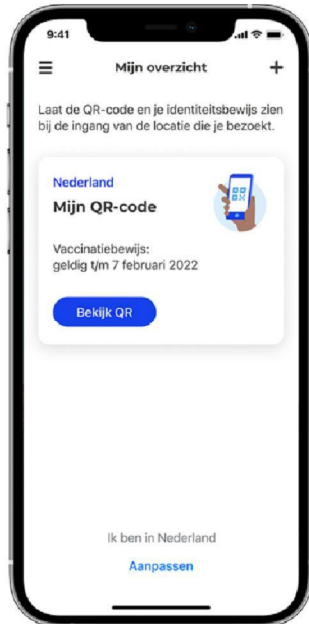 9:41
Mijn overzicht
Laat de QR-code en je identiteitsbewijs zien
bij de ingang van de locatie die je bezoekt.
Nederland
Mijn QR-code
Vaccinatiebewijs:
geldig t/m 7 februari 2022
Bekijk QR
Ik ben in Nederland
Aanpassen